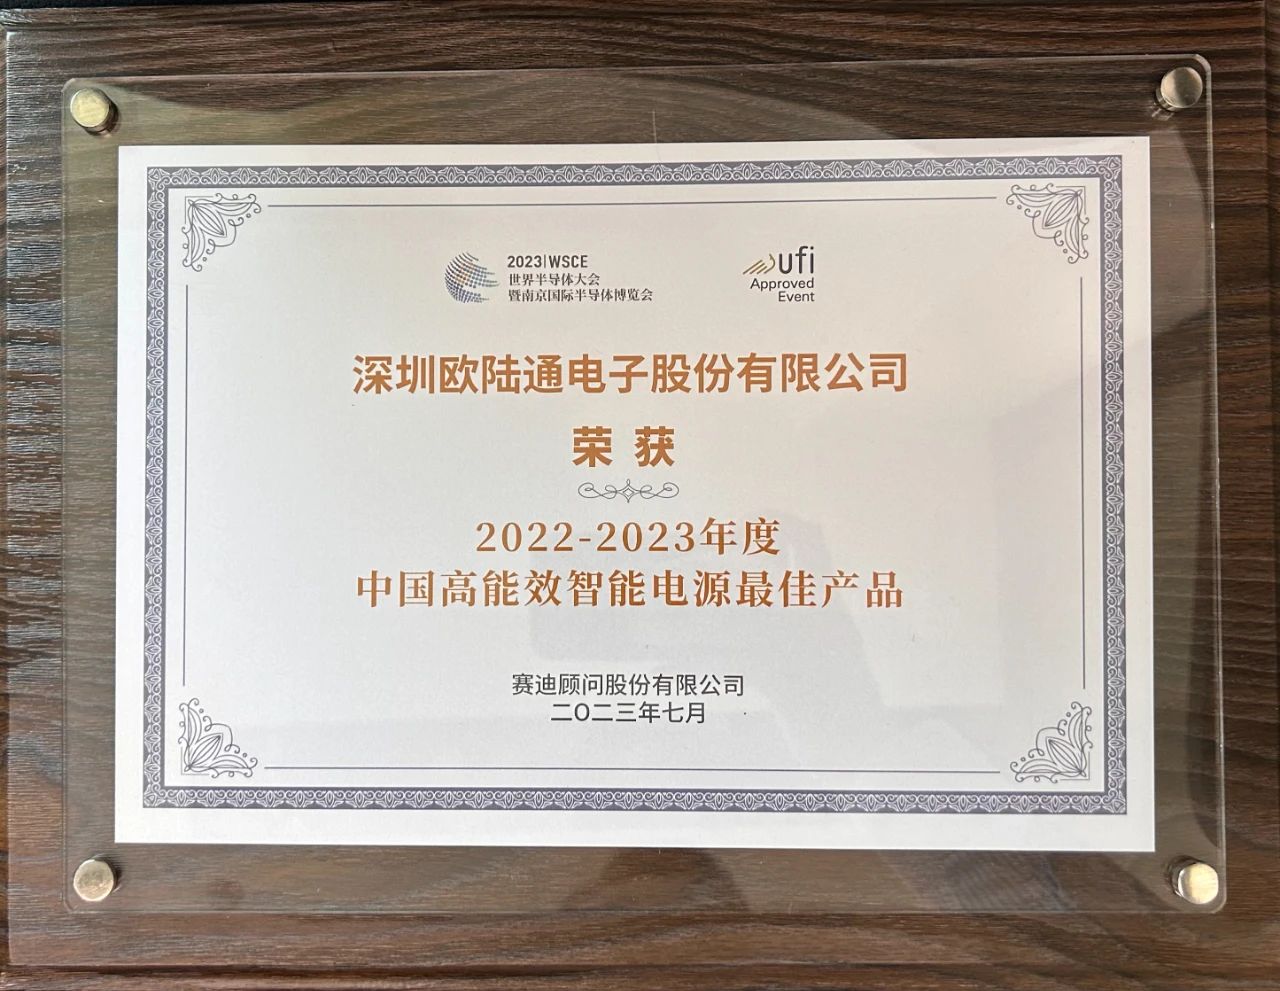 2023|WSCE
世界半导体大会
暨南京国际半导体博览会
ufi
Approved
Event
深圳欧陆通电子股份有限公司
荣获
2022-2023年度
中国高能效智能电源最佳产品
赛迪顾问股份有限公司
二〇二三年七月